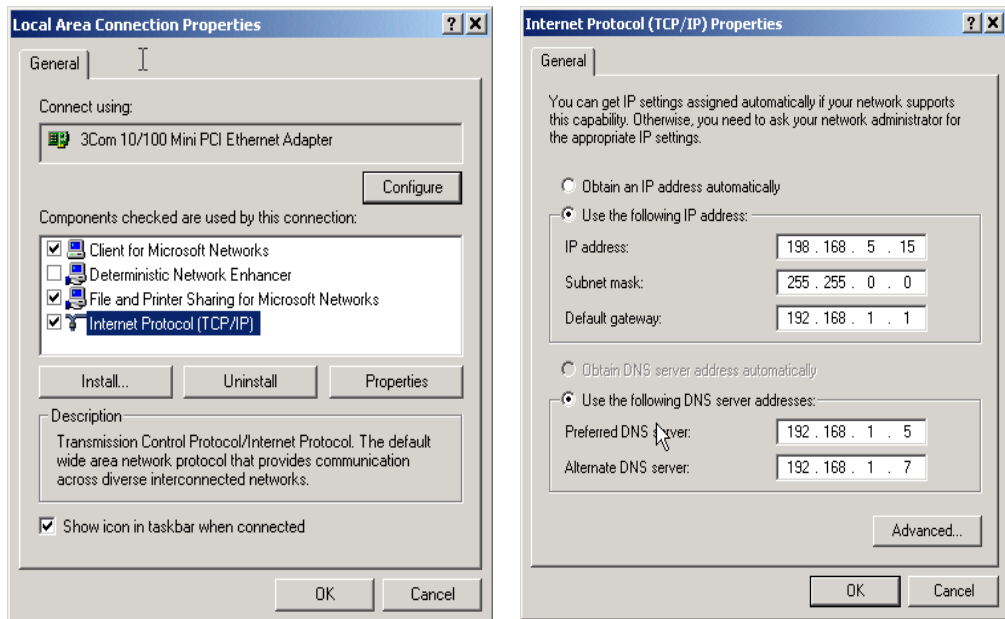 Local Area Connection Properties
General
Connect using:
3Com 10/100 Mini PCI Ethernet Adapter
Configure
Components checked are used by this connection:
Client for Microsoft Networks
Deterministic Network Enhancer
File and Printer Sharing for Microsoft Networks
Internet Protocol (TCP/IP)
Install...
Uninstall
Properties
Description
Transmission Control Protocol/Internet Protocol. The default
wide area network protocol that provides communication
across diverse interconnected networks.
Show icon in taskbar when connected
OK
Cancel
Internet Protocol (TCP/IP) Properties
General
You can get IP settings assigned automatically if your network supports
this capability. Otherwise, you need to ask your network administrator for
the appropriate IP settings.
Obtain an IP address automatically
Use the following IP address:
IP address: 198 . 168 . 5 . 15
Subnet mask: 255 . 255 . 0 . 0
Default gateway: 192 . 168 . 1 . 1
Obtain DNS server address automatically
Use the following DNS server addresses:
Preferred DNS server: 192 . 168 . 1 . 5
Alternate DNS server: 192 . 168 . 1 . 7
Advanced...
OK
Cancel